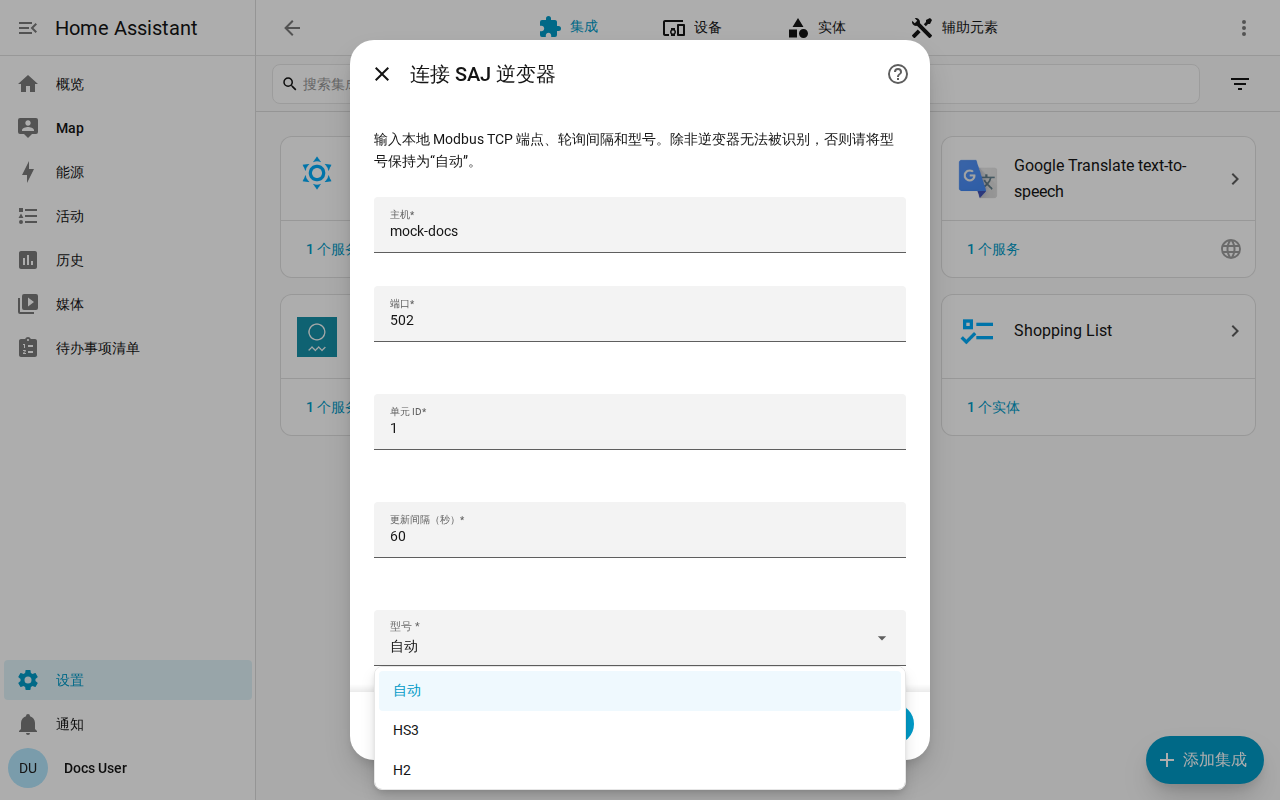 Home Assistant
集成
设备
实体
辅助元素
概览
Map
能源
活动
历史
媒体
待办事项清单
设置
通知
DU
Docs User
搜索集成
1 个服务
1 个服务
Google Translate text-to-
speech
1 个服务
Shopping List
1 个实体
添加集成
连接 SAJ 逆变器
输入本地 Modbus TCP 端点、轮询间隔和型号。除非逆变器无法被识别，否则请将型
号保持为“自动”。
主机*
mock-docs
端口*
502
单元 ID*
1
更新间隔（秒）*
60
型号 *
自动
自动
HS3
H2